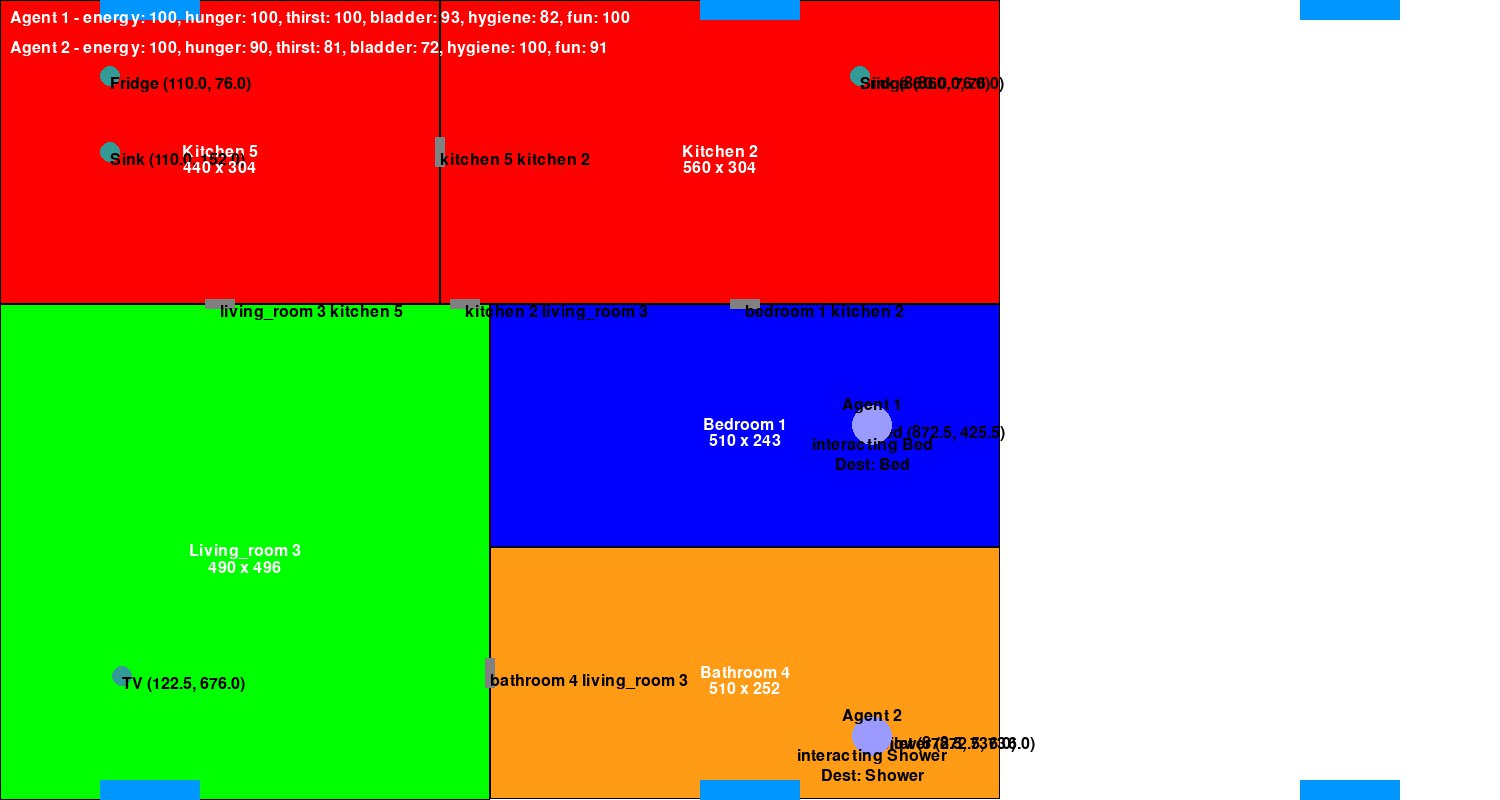 Agent 1 - energy: 100, hunger: 100, thirst: 100, bladder: 93, hygiene: 82, fun: 100
Agent 2 - energy: 100, hunger: 90, thirst: 81, bladder: 72, hygiene: 100, fun: 91
Fridge (110.0, 76.0)
Kitchen 5
440 x 304
Sink (110.0, 152.0)
kitchen 5 kitchen 2
Kitchen 2
560 x 304
living_room 3 kitchen 5
kitchen 2 living_room 3
bedroom 1 kitchen 2
Agent 1
Bedroom 1
510 x 243
(872.5, 425.5)
interacting Bed
Dest: Bed
Living_room 3
490 x 496
TV (122.5, 676.0)
bathroom 4 living_room 3
Bathroom 4
510 x 252
Agent 2
interacting Shower
Dest: Shower